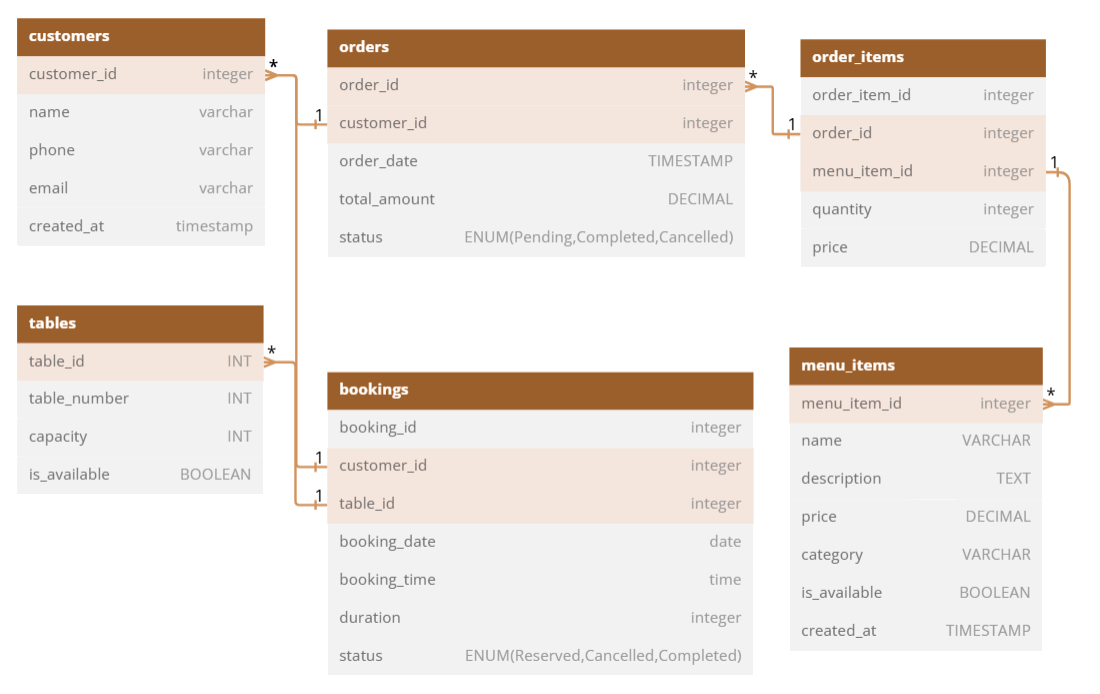 customers
customer_id integer
name varchar
phone varchar
email varchar
created_at timestamp
*
1
orders
order_id integer
customer_id integer
order_date TIMESTAMP
total_amount DECIMAL
status ENUM(Pending,Completed,Cancelled)
*
1
order_items
order_item_id integer
order_id integer
menu_item_id integer
quantity integer
price DECIMAL
1
tables
table_id INT
table_number INT
capacity INT
is_available BOOLEAN
*
1
1
bookings
booking_id integer
customer_id integer
table_id integer
booking_date date
booking_time time
duration integer
status ENUM(Reserved,Cancelled,Completed)
menu_items
menu_item_id integer
name VARCHAR
description TEXT
price DECIMAL
category VARCHAR
is_available BOOLEAN
created_at TIMESTAMP
*